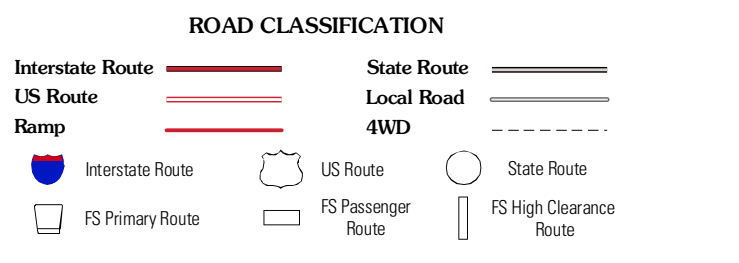 ROAD CLASSIFICATION
Interstate Route
State Route
US Route
Local Road
Ramp
4WD
Interstate Route
US Route
State Route
FS Primary Route
FS Passenger
Route
FS High Clearance
Route